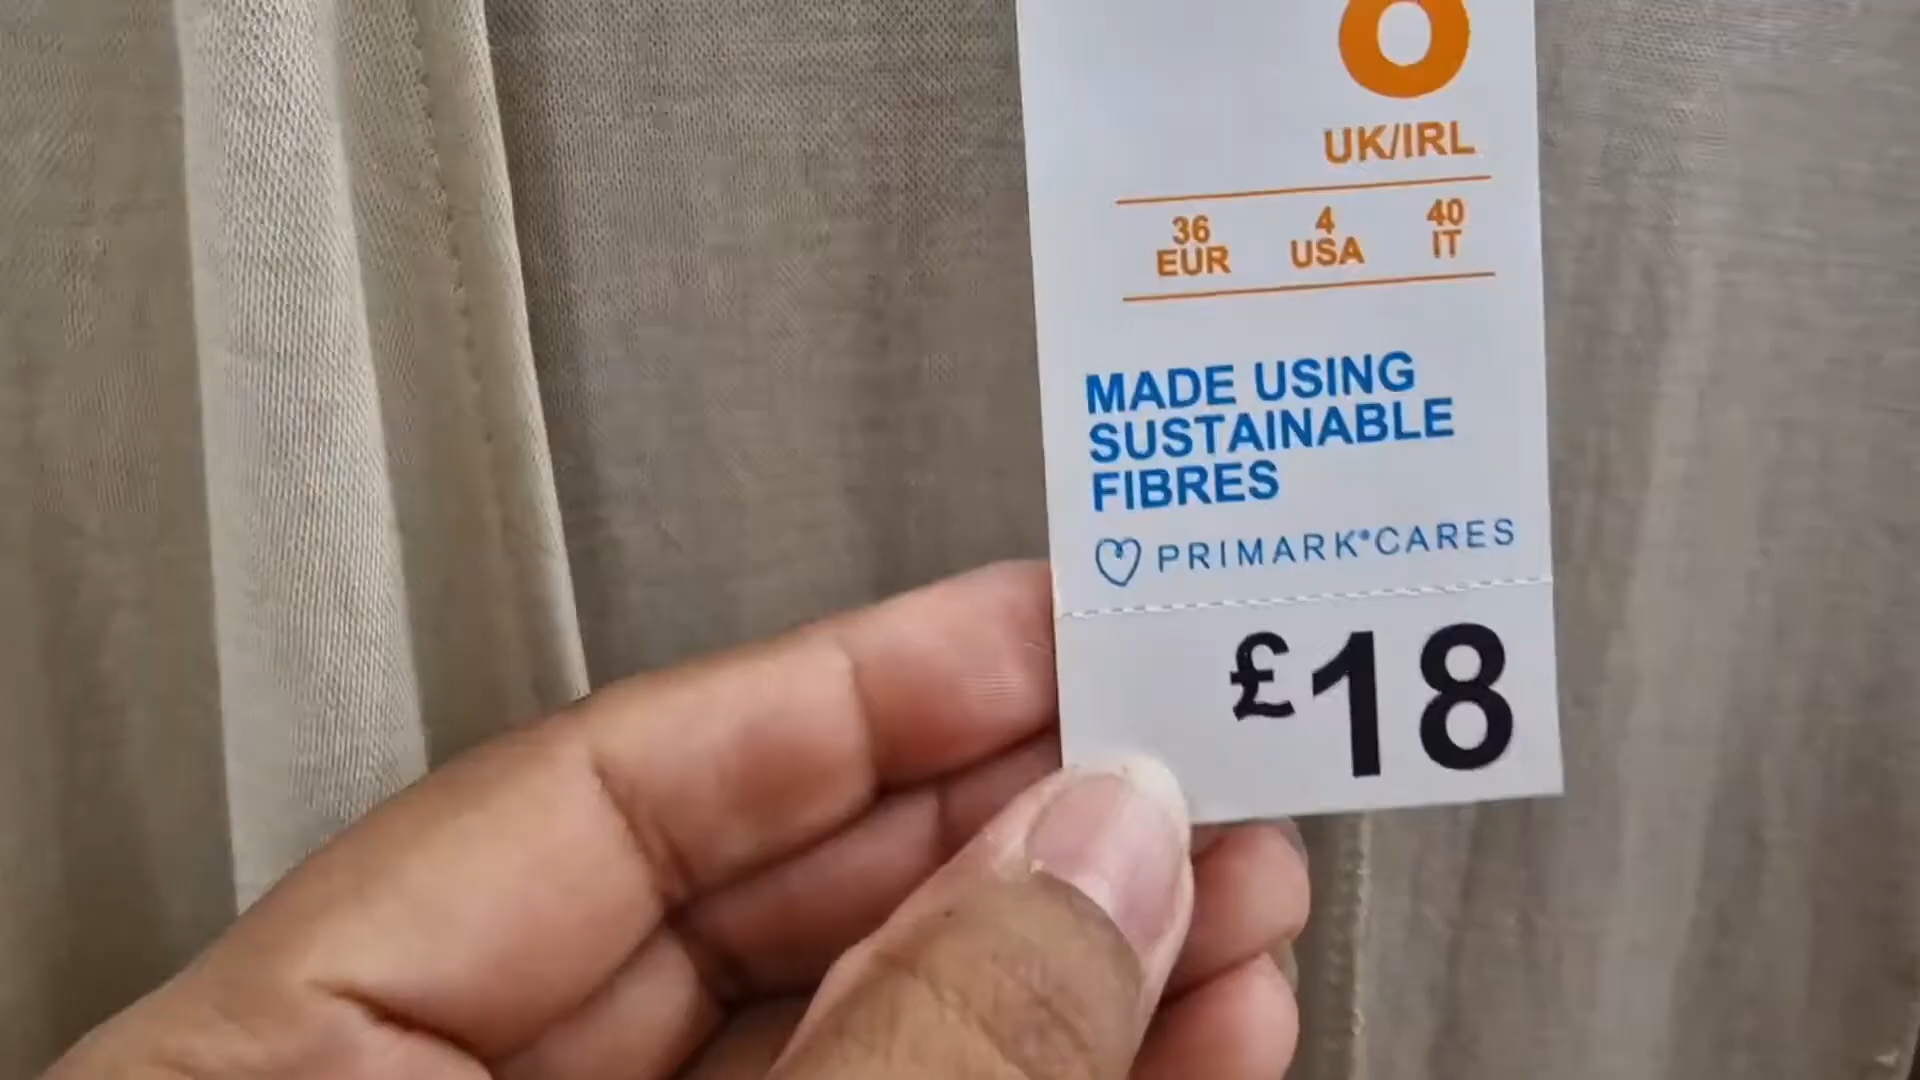 8
UK/IRL
36 4 40
EUR USA IT
MADE USING
SUSTAINABLE
FIBRES
PRIMARK®CARES
£18